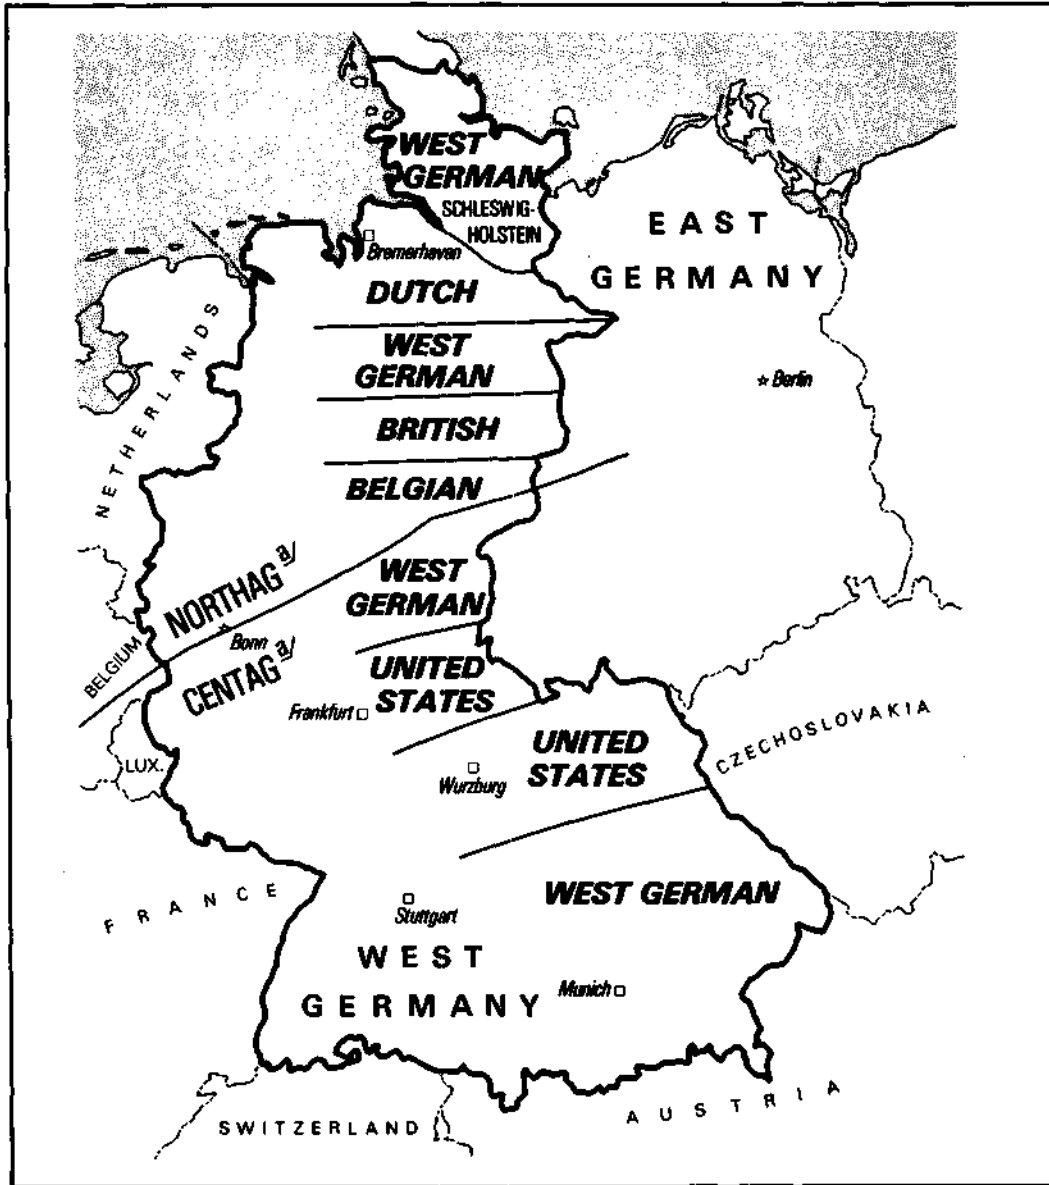 WEST
GERMAN
SCHLESWIG-
HOLSTEIN
EAST
GERMANY
Bremerhaven
DUTCH
NETHERLANDS
WEST
GERMAN
Berlin
BRITISH
BELGIAN
NORTHAG a/
WEST
GERMAN
BELGIUM
Bonn
CENTAG a/
UNITED
STATES
Frankfurt
CZECHOSLOVAKIA
UNITED
STATES
LUX.
Wurzburg
FRANCE
WEST GERMAN
Stuttgart
WEST
GERMANY
Munich
AUSTRIA
SWITZERLAND